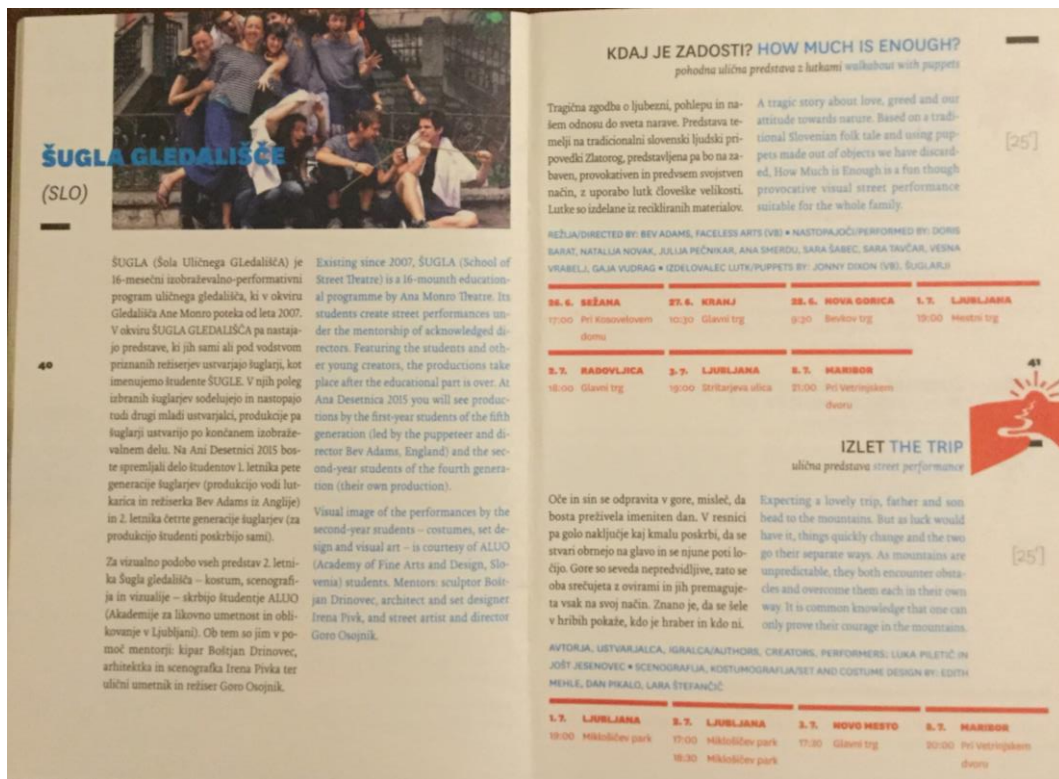 ŠUGLA GLEDALIŠČE
(SLO)
ŠUGLA (Šola Uličnega GLedališčA) je
16-mesečni izobraževalno-performativni
program uličnega gledališča, ki v okviru
Gledališča Ane Monro poteka od leta 2007.
V okviru ŠUGLA GLEDALIŠČA pa nastaja-
jo predstave, ki jih sami ali pod vodstvom
priznanih režiserjev ustvarjajo šuglarji, kot
imenujemo študente ŠUGLE. V njih poleg
izbranih šuglarjev sodelujejo in nastopajo
tudi drugi mladi ustvarjalci, produkcije pa
šuglarji ustvarijo po končanem izobraže-
valnem delu. Na Ani Desetnici 2015 bos-
te spremljali delo študentov 1. letnika pete
generacije šuglarjev (produkcijo vodi lut-
karica in režiserka Bev Adams iz Anglije)
in 2. letnika četrte generacije šuglarjev (za
produkcijo študenti poskrbijo sami).
Za vizualno podobo vseh predstav 2. letni-
ka Šugla gledališča – kostum, scenografi-
ja in vizualije – skrbijo študentje ALUO
(Akademije za likovno umetnost in obli-
kovanje v Ljubljani). Ob tem so jim v po-
moč mentorji: kipar Boštjan Drinovec,
arhitektka in scenografka Irena Pivka ter
ulični umetnik in režiser Goro Osojnik.
Existing since 2007, ŠUGLA (School of
Street Theatre) is a 16-mounth education-
al programme by Ana Monro Theatre. Its
students create street performances un-
der the mentorship of acknowledged di-
rectors. Featuring the students and oth-
er young creators, the productions take
place after the educational part is over. At
Ana Desetnica 2015 you will see produc-
tions by the first-year students of the fifth
generation (led by the puppeteer and di-
rector Bev Adams, England) and the sec-
ond-year students of the fourth genera-
tion (their own production).
Visual image of the performances by the
second-year students – costumes, set de-
sign and visual art – is courtesy of ALUO
(Academy of Fine Arts and Design, Slo-
venia) students. Mentors: sculptor Bošt-
jan Drinovec, architect and set designer
Irena Pivk, and street artist and director
Goro Osojnik.
40
KDAJ JE ZADOSTI? HOW MUCH IS ENOUGH?
pohodna ulična predstava z lutkami walkabout with puppets
Tragična zgodba o ljubezni, pohlepu in na-
šem odnosu do sveta narave. Predstava te-
melji na tradicionalni slovenski ljudski pri-
povedki Zlatorog, predstavljena pa bo na za-
baven, provokativen in predvsem svojstven
način, z uporabo lutk človeške velikosti.
Lutke so izdelane iz recikliranih materialov.
A tragic story about love, greed and our
attitude towards nature. Based on a tradi-
tional Slovenian folk tale and using pup-
pets made out of objects we have discard-
ed, How Much is Enough is a fun though
provocative visual street performance
suitable for the whole family.
[25']
REŽIJA/DIRECTED BY: BEV ADAMS, FACELESS ARTS (VB) • NASTOPAJOČI/PERFORMED BY: DORIS
BARAT, NATALIJA NOVAK, JULIJA PEČNIKAR, ANA SMERDU, SARA ŠABEC, SARA TAVČAR, VESNA
VRABELJ, GAJA VUDRAG • IZDELOVALEC LUTK/PUPPETS BY: JONNY DIXON (VB), ŠUGLARJI
26. 6. SEŽANA
17:00 Pri Kosovelovem
domu
27. 6. KRANJ
10:30 Glavni trg
28. 6. NOVA GORICA
9:30 Bevkov trg
1. 7. LJUBLJANA
19:00 Mestni trg
2. 7. RADOVLJICA
18:00 Glavni trg
3. 7. LJUBLJANA
19:00 Stritarjeva ulica
5. 7. MARIBOR
21:00 Pri Vetrinjskem
dvoru
41
IZLET THE TRIP
ulična predstava street performance
Oče in sin se odpravita v gore, misleč, da
bosta preživela imeniten dan. V resnici
pa golo naključje kaj kmalu poskrbi, da se
stvari obrnejo na glavo in se njune poti lo-
čijo. Gore so seveda nepredvidljive, zato se
oba srečujeta z ovirami in jih premaguje-
ta vsak na svoj način. Znano je, da se šele
v hribih pokaže, kdo je hraber in kdo ni.
Expecting a lovely trip, father and son
head to the mountains. But as luck would
have it, things quickly change and the two
go their separate ways. As mountains are
unpredictable, they both encounter obsta-
cles and overcome them each in their own
way. It is common knowledge that one can
only prove their courage in the mountains.
[25']
AVTORJA, USTVARJALCA, IGRALCA/AUTHORS, CREATORS, PERFORMERS: LUKA PILETIČ IN
JOŠT JESENOVEC • SCENOGRAFIJA, KOSTUMOGRAFIJA/SET AND COSTUME DESIGN BY: EDITH
MEHLE, DAN PIKALO, LARA ŠTEFANČIČ
1. 7. LJUBLJANA
19:00 Miklošičev park
2. 7. LJUBLJANA
17:00 Miklošičev park
18:30 Miklošičev park
3. 7. NOVO MESTO
17:30 Glavni trg
5. 7. MARIBOR
20:00 Pri Vetrinjskem
dvoru